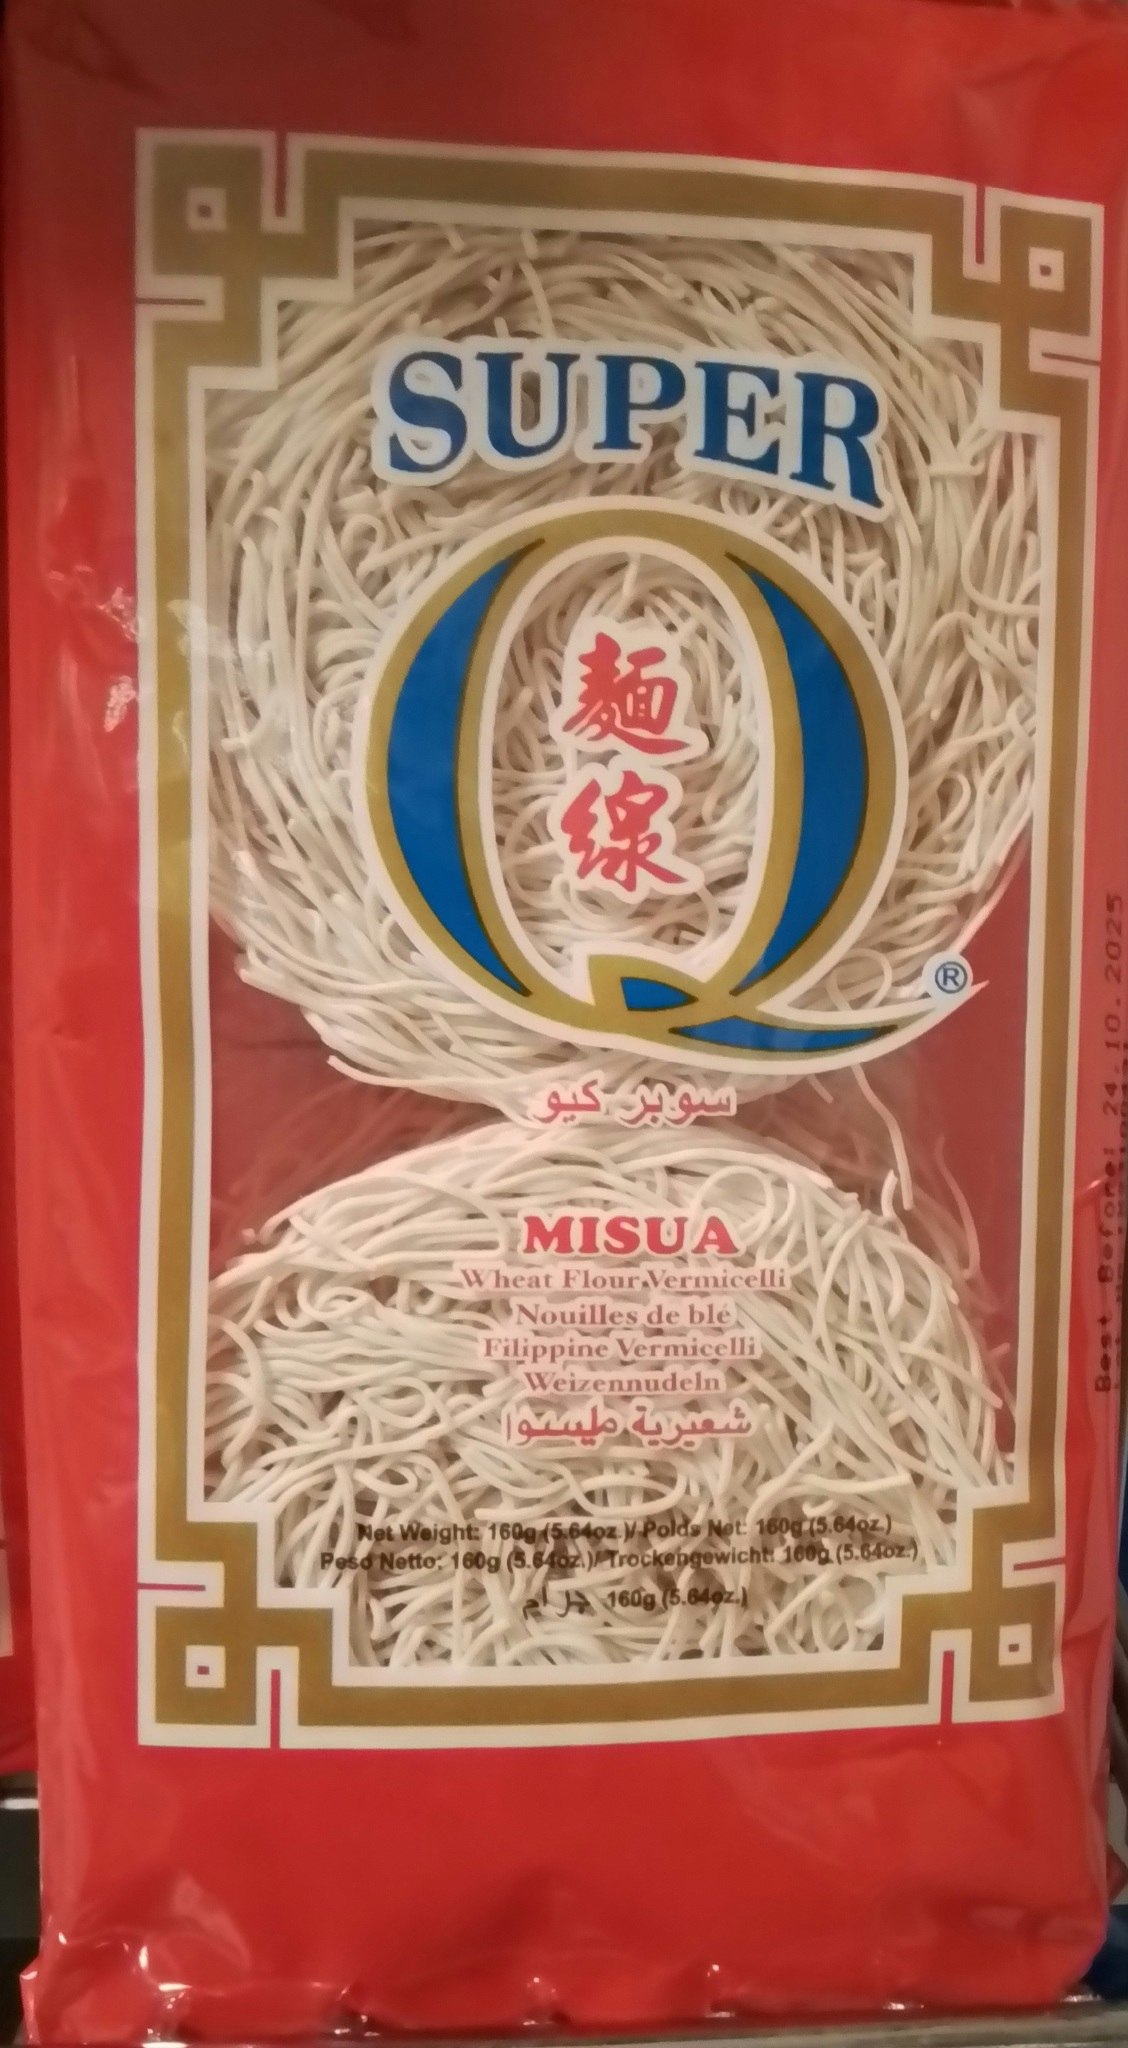 SUPER
Q
麵
線
®
سوبر كيو
MISUA
Wheat Flour Vermicelli
Nouilles de blé
Filippine Vermicelli
Weizennudeln
شعيرية ميسوا
Net Weight: 160g (5.64oz.)/ Polds Net: 160g (5.64oz.)
Peso Netto: 160g (5.64oz.)/ Trockengewicht: 160g (5.64oz.)
160g (5.64oz.) جرام
Best Before: 24.10.2025